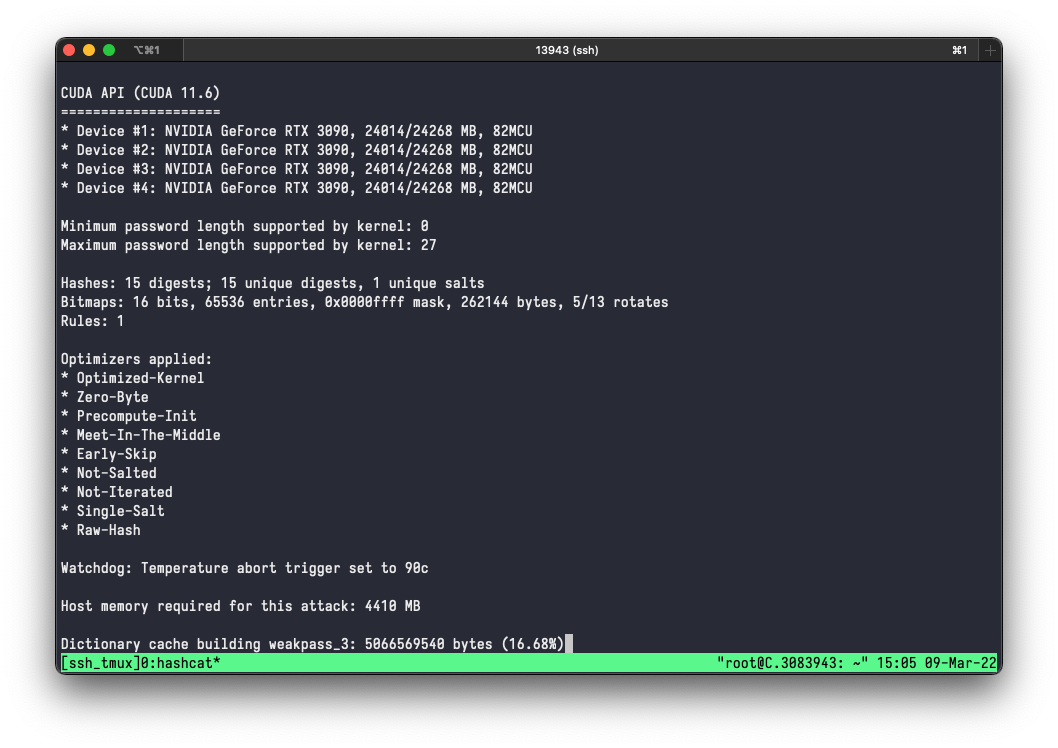 ⌥⌘1
13943 (ssh)
⌘1
+
CUDA API (CUDA 11.6)
====================
* Device #1: NVIDIA GeForce RTX 3090, 24014/24268 MB, 82MCU
* Device #2: NVIDIA GeForce RTX 3090, 24014/24268 MB, 82MCU
* Device #3: NVIDIA GeForce RTX 3090, 24014/24268 MB, 82MCU
* Device #4: NVIDIA GeForce RTX 3090, 24014/24268 MB, 82MCU
Minimum password length supported by kernel: 0
Maximum password length supported by kernel: 27
Hashes: 15 digests; 15 unique digests, 1 unique salts
Bitmaps: 16 bits, 65536 entries, 0x0000ffff mask, 262144 bytes, 5/13 rotates
Rules: 1
Optimizers applied:
* Optimized-Kernel
* Zero-Byte
* Precompute-Init
* Meet-In-The-Middle
* Early-Skip
* Not-Salted
* Not-Iterated
* Single-Salt
* Raw-Hash
Watchdog: Temperature abort trigger set to 90c
Host memory required for this attack: 4410 MB
Dictionary cache building weakpass_3: 5066569540 bytes (16.68%)
[ssh_tmux]0:hashcat* "root@C.3083943: ~" 15:05 09-Mar-22